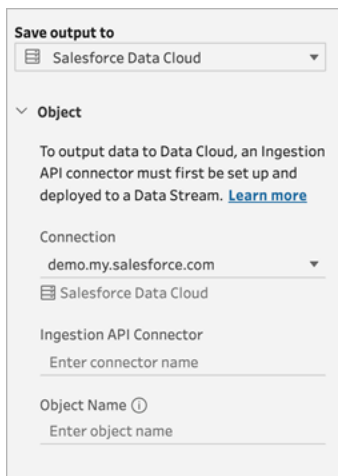 Save output to
Salesforce Data Cloud
Object
To output data to Data Cloud, an Ingestion
API connector must first be set up and
deployed to a Data Stream. Learn more
Connection
demo.my.salesforce.com
Salesforce Data Cloud
Ingestion API Connector
Enter connector name
Object Name
Enter object name